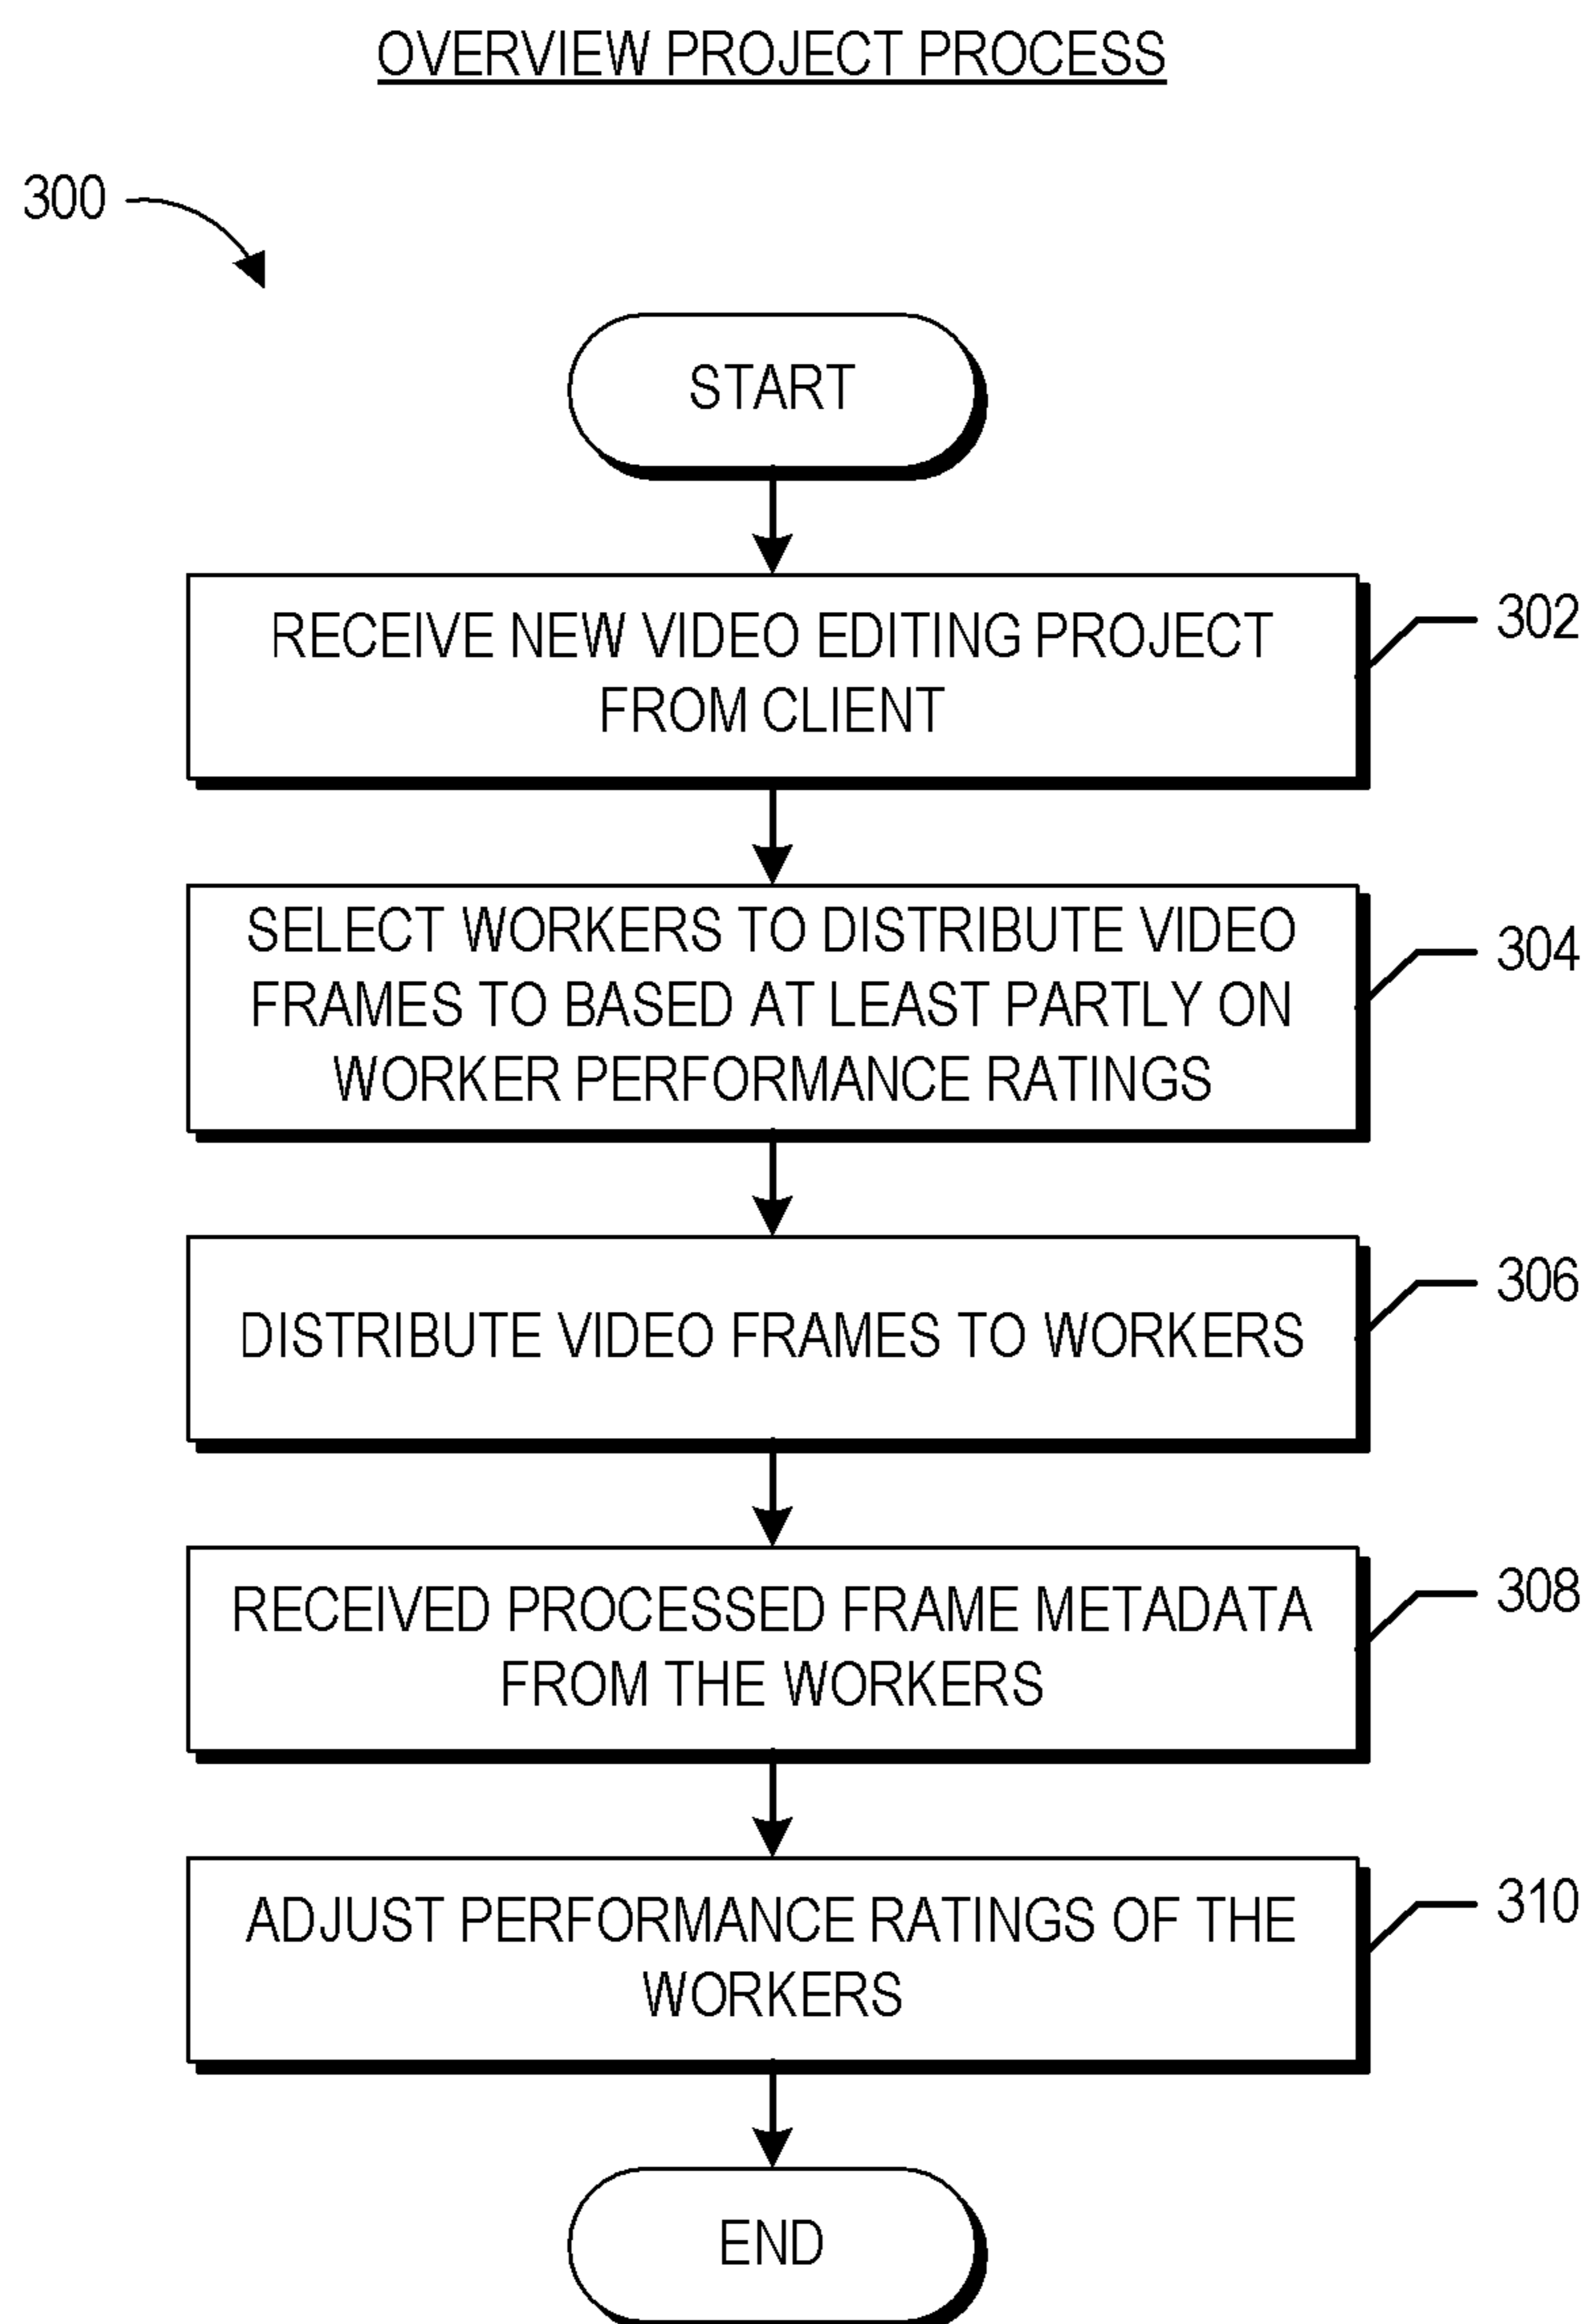 OVERVIEW PROJECT PROCESS
300
START
RECEIVE NEW VIDEO EDITING PROJECT
FROM CLIENT
302
SELECT WORKERS TO DISTRIBUTE VIDEO
FRAMES TO BASED AT LEAST PARTLY ON
WORKER PERFORMANCE RATINGS
304
DISTRIBUTE VIDEO FRAMES TO WORKERS
306
RECEIVED PROCESSED FRAME METADATA
FROM THE WORKERS
308
ADJUST PERFORMANCE RATINGS OF THE
WORKERS
310
END